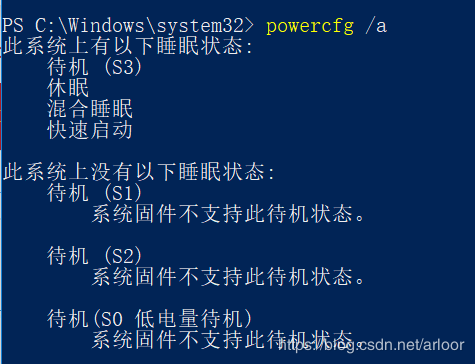 PS C:\Windows\system32> powercfg /a
此系统上有以下睡眠状态:
待机 (S3)
休眠
混合睡眠
快速启动
此系统上没有以下睡眠状态:
待机 (S1)
系统固件不支持此待机状态。
待机 (S2)
系统固件不支持此待机状态。
待机(S0 低电量待机)
系统固件不支持此待机状态。
https://blog.csdn.net/arloor